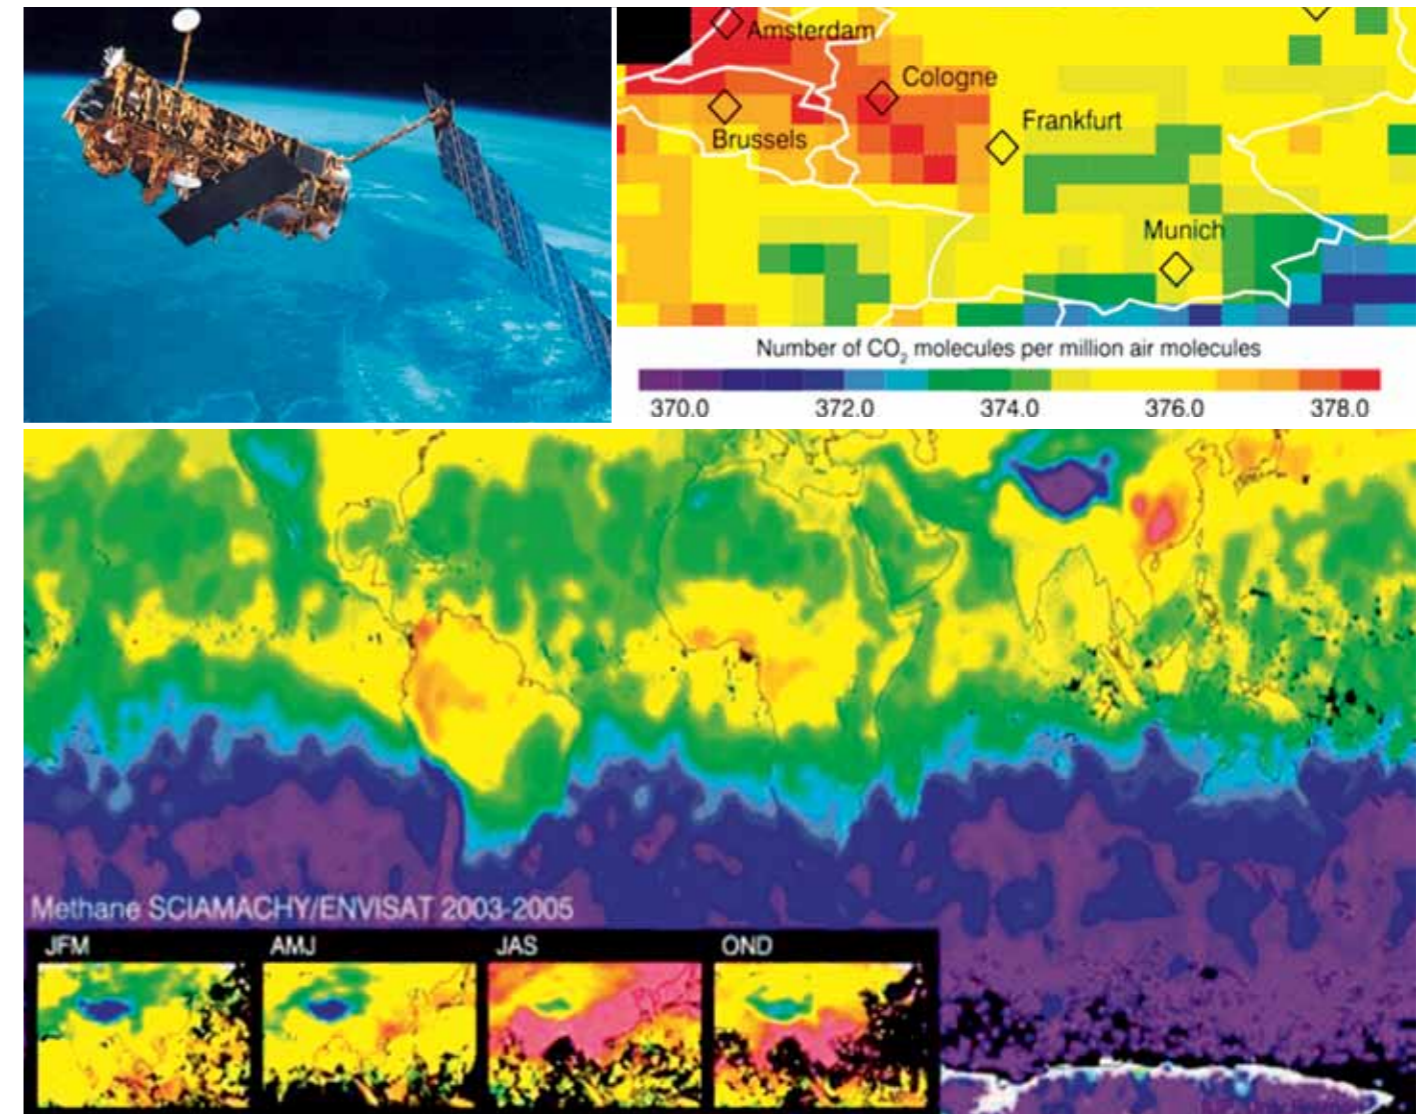 Amsterdam
Cologne
Brussels
Frankfurt
Munich
Number of CO₂ molecules per million air molecules
370.0 372.0 374.0 376.0 378.0
Methane SCIAMACHY/ENVISAT 2003-2005
JFM AMJ JAS OND